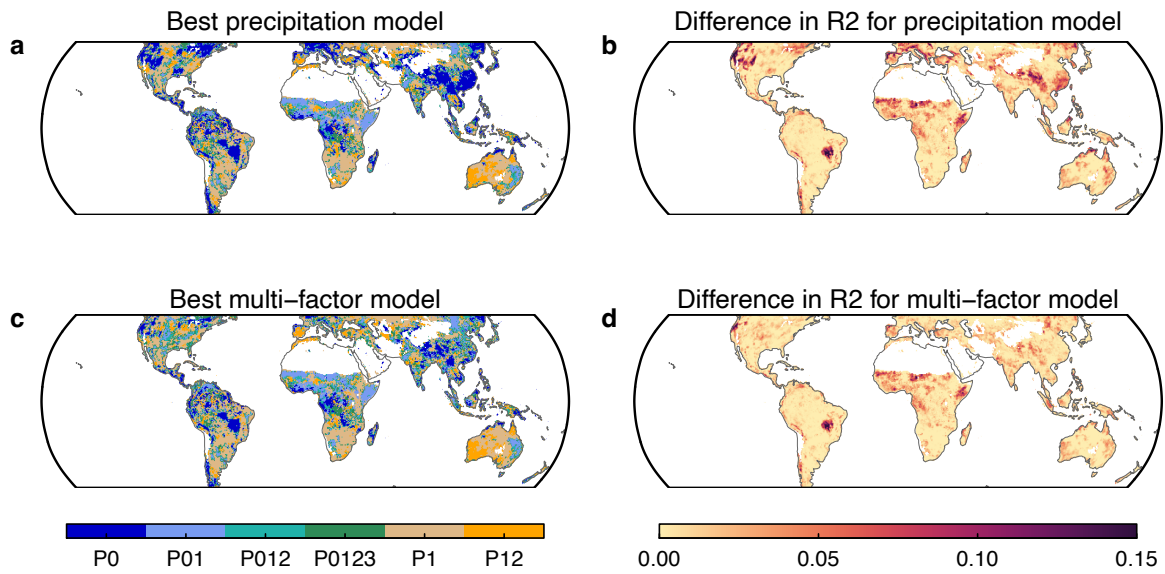 Best precipitation model
Difference in R2 for precipitation model
a
b
Best multi−factor model
Difference in R2 for multi−factor model
c
d
P0 P01 P012 P0123 P1 P12
0.00 0.05 0.10 0.15